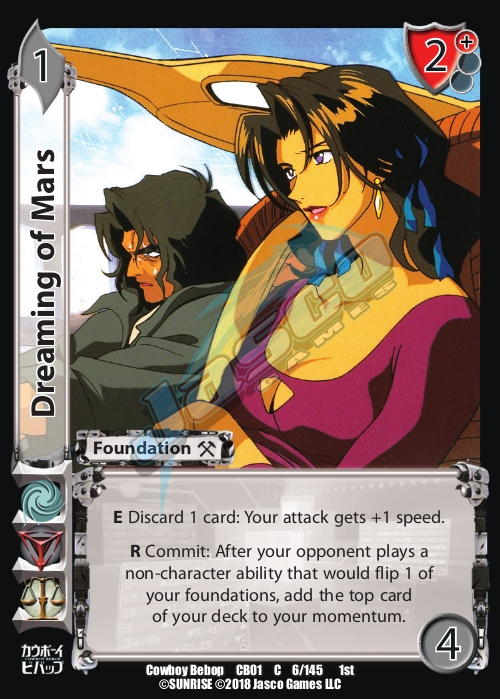 1
2
+
Dreaming of Mars
JASCO
GAMES
Foundation
E Discard 1 card: Your attack gets +1 speed.
R Commit: After your opponent plays a
non-character ability that would flip 1 of
your foundations, add the top card
of your deck to your momentum.
4
カウボーイ
ビバップ
Cowboy Bebop CB01 C 6/145 1st
©SUNRISE ©2018 Jasco Games LLC